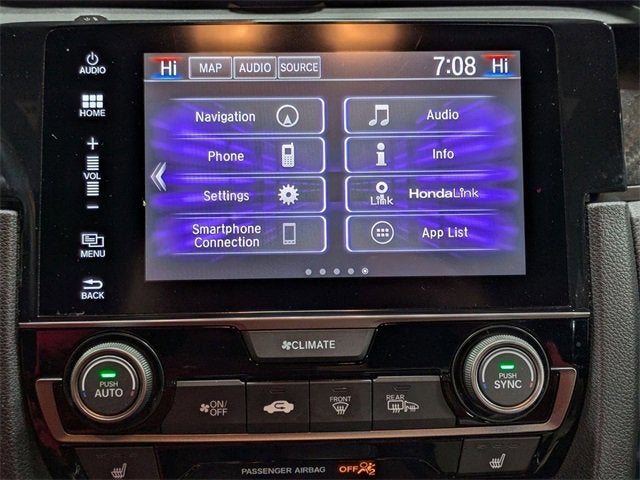 AUDIO
HOME
+
VOL
−
MENU
BACK
Hi MAP AUDIO SOURCE 7:08 Hi
Navigation
Audio
Phone
Info
Settings
Link HondaLink
Smartphone
Connection
App List
CLIMATE
PUSH
AUTO
ON/
OFF
FRONT
REAR
PUSH
SYNC
PASSENGER AIRBAG OFF 2